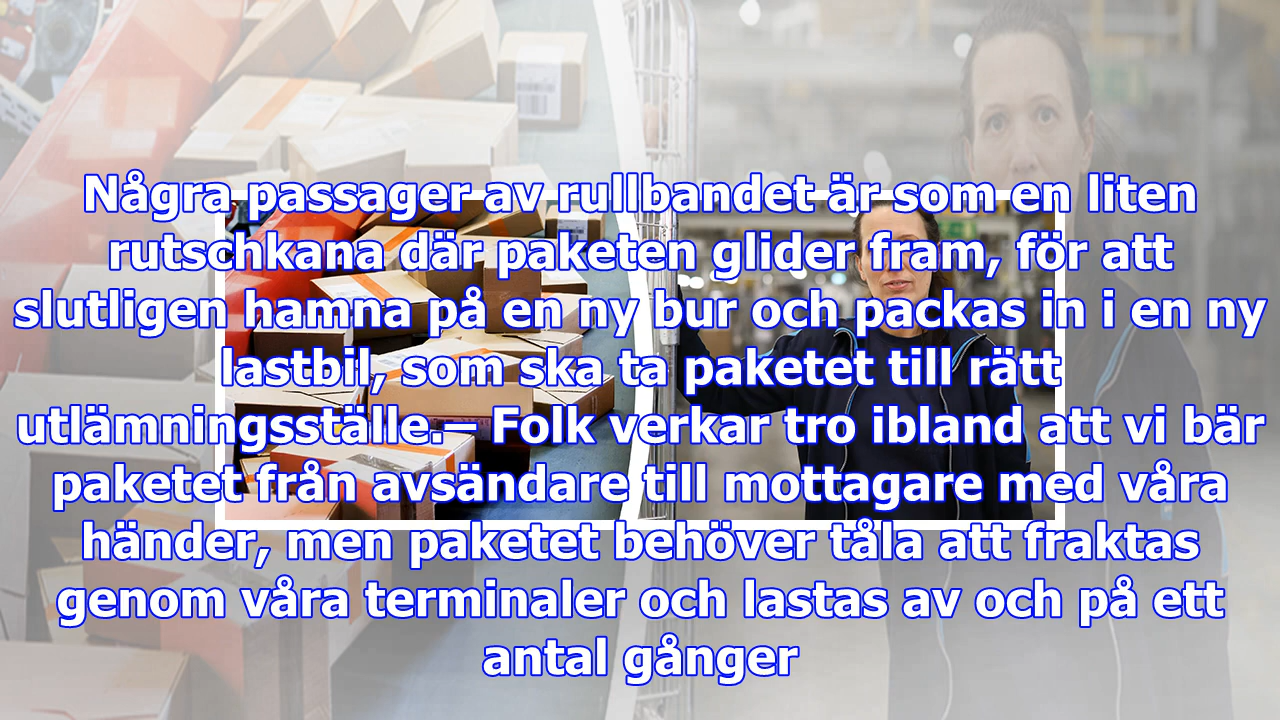 Några passager av rullbandet är som en liten
rutschkana där paketen glider fram, för att
slutligen hamna på en ny bur och packas in i en ny
lastbil, som ska ta paketet till rätt
utlämningsställe.– Folk verkar tro ibland att vi bär
paketet från avsändare till mottagare med våra
händer, men paketet behöver tåla att fraktas
genom våra terminaler och lastas av och på ett
antal gånger